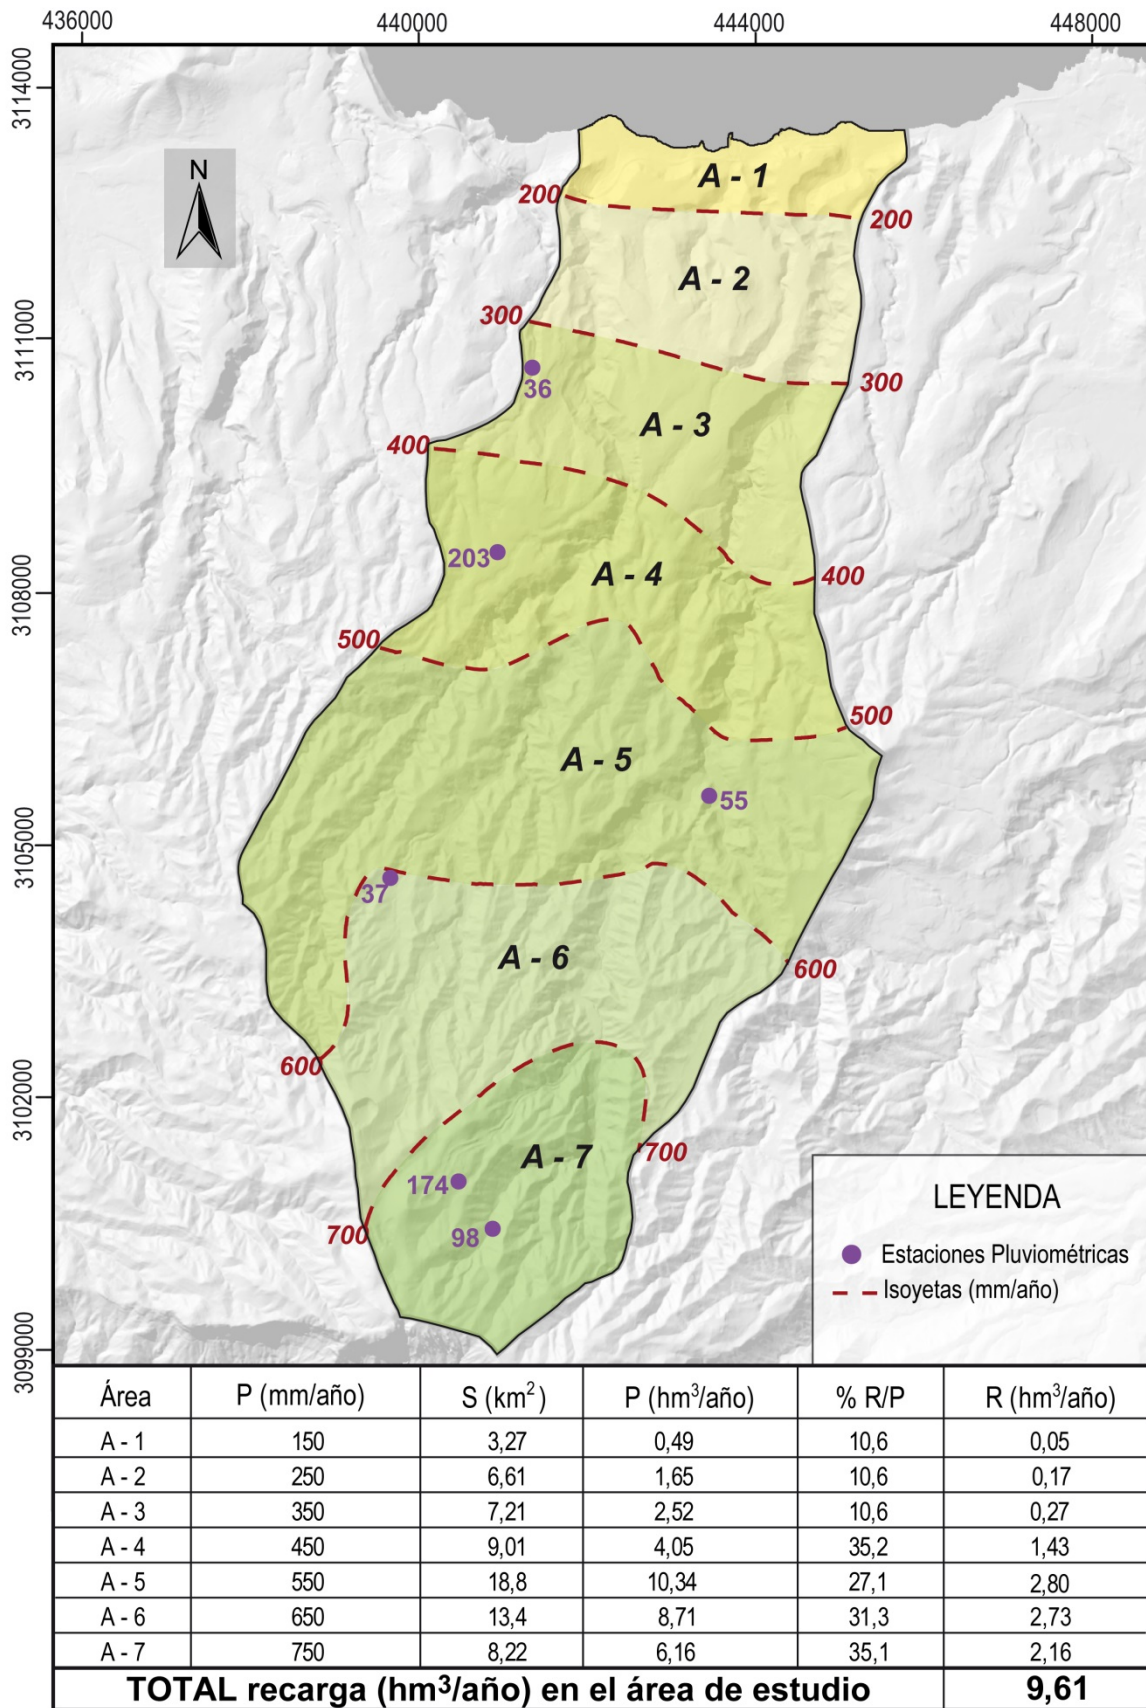 436000 440000 444000 448000
3114000
N
A - 1
200 200
A - 2
3111000
300
300
36
A - 3
400
203
A - 4
400
3108000
500
500
A - 5
55
3105000
37
A - 6
600
600
3102000
A - 7
700
174
98
700
3099000
LEYENDA
Estaciones Pluviométricas
Isoyetas (mm/año)
Área P (mm/año) S (km²) P (hm³/año) % R/P R (hm³/año)
A - 1 150 3,27 0,49 10,6 0,05
A - 2 250 6,61 1,65 10,6 0,17
A - 3 350 7,21 2,52 10,6 0,27
A - 4 450 9,01 4,05 35,2 1,43
A - 5 550 18,8 10,34 27,1 2,80
A - 6 650 13,4 8,71 31,3 2,73
A - 7 750 8,22 6,16 35,1 2,16
TOTAL recarga (hm³/año) en el área de estudio 9,61